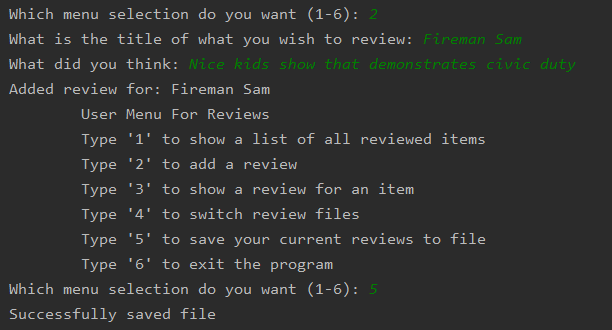 Which menu selection do you want (1-6): 2
What is the title of what you wish to review: Fireman Sam
What did you think: Nice kids show that demonstrates civic duty
Added review for: Fireman Sam
User Menu For Reviews
Type '1' to show a list of all reviewed items
Type '2' to add a review
Type '3' to show a review for an item
Type '4' to switch review files
Type '5' to save your current reviews to file
Type '6' to exit the program
Which menu selection do you want (1-6): 5
Successfully saved file